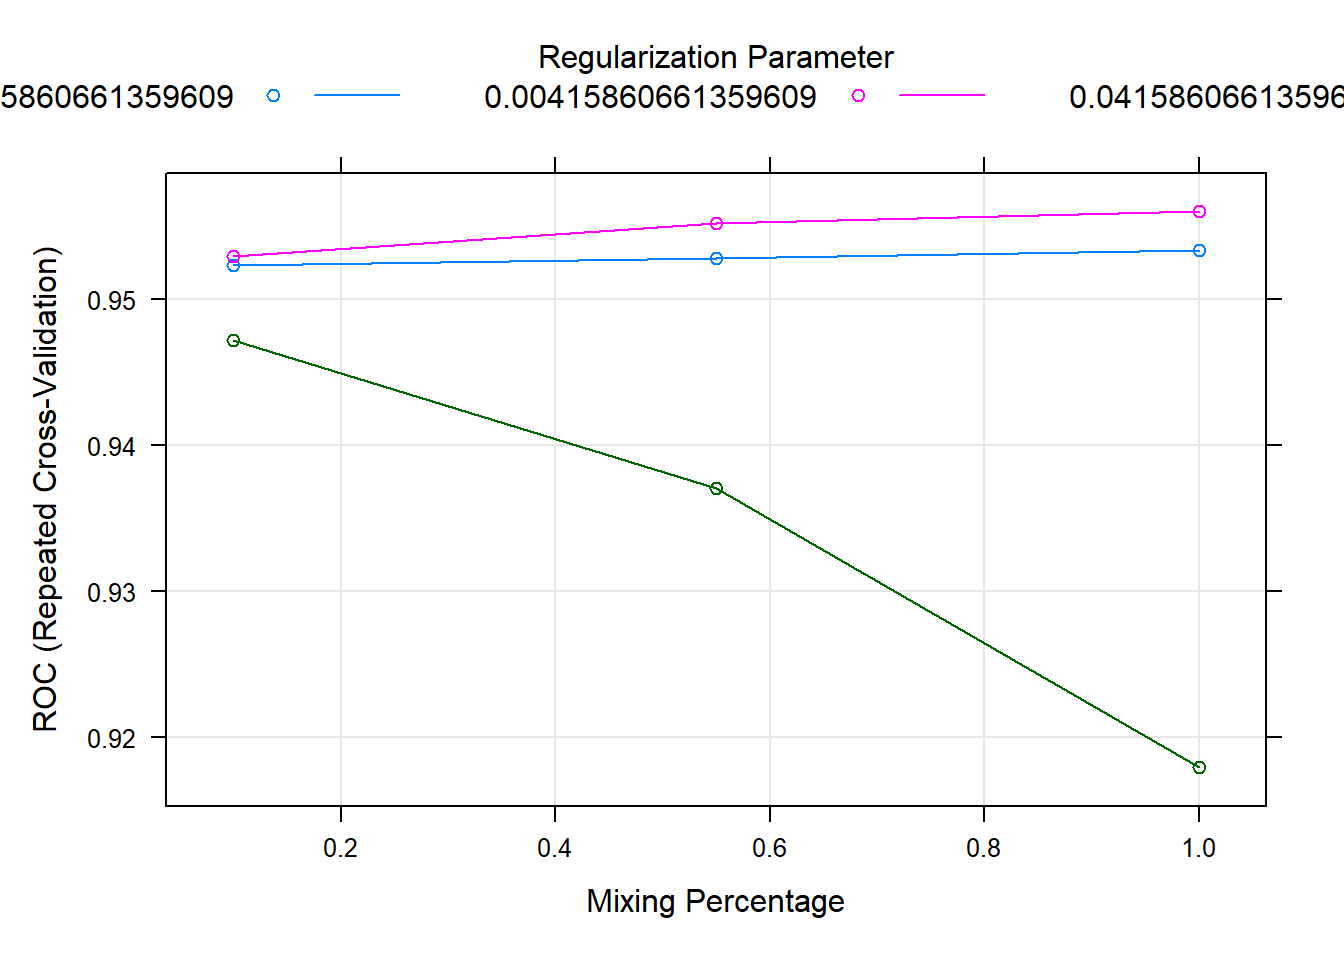 Regularization Parameter
5860661359609 0.00415860661359609 0.04158606613596
0.95
0.94
0.93
0.92
ROC (Repeated Cross-Validation)
0.2 0.4 0.6 0.8 1.0
Mixing Percentage